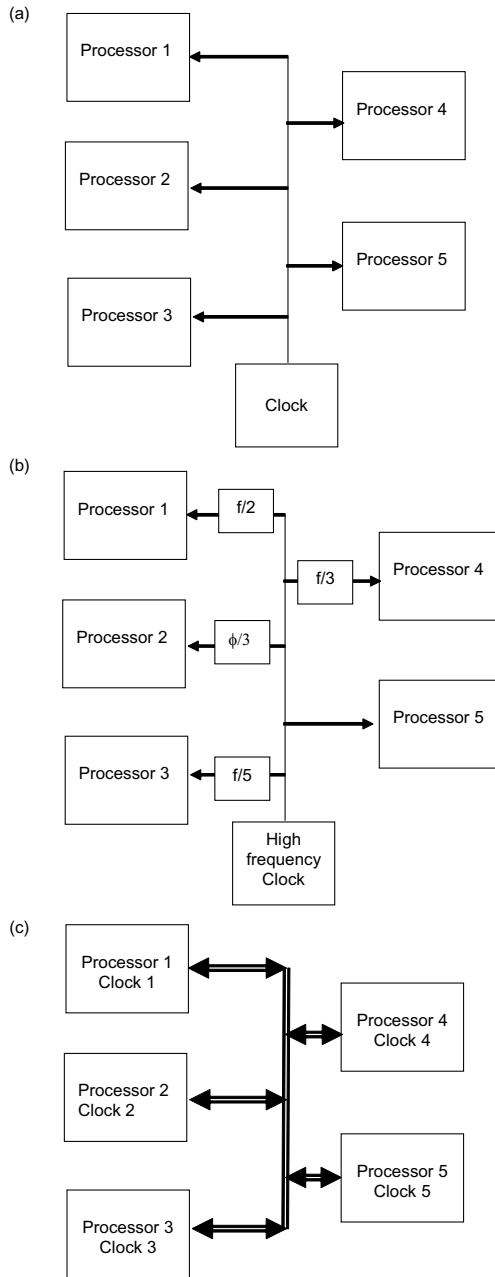 (a)
Processor 1
Processor 4
Processor 2
Processor 5
Processor 3
Clock
(b)
Processor 1
f/2
f/3
Processor 4
Processor 2
ϕ/3
Processor 5
Processor 3
f/5
High
frequency
Clock
(c)
Processor 1
Clock 1
Processor 4
Clock 4
Processor 2
Clock 2
Processor 5
Clock 5
Processor 3
Clock 3